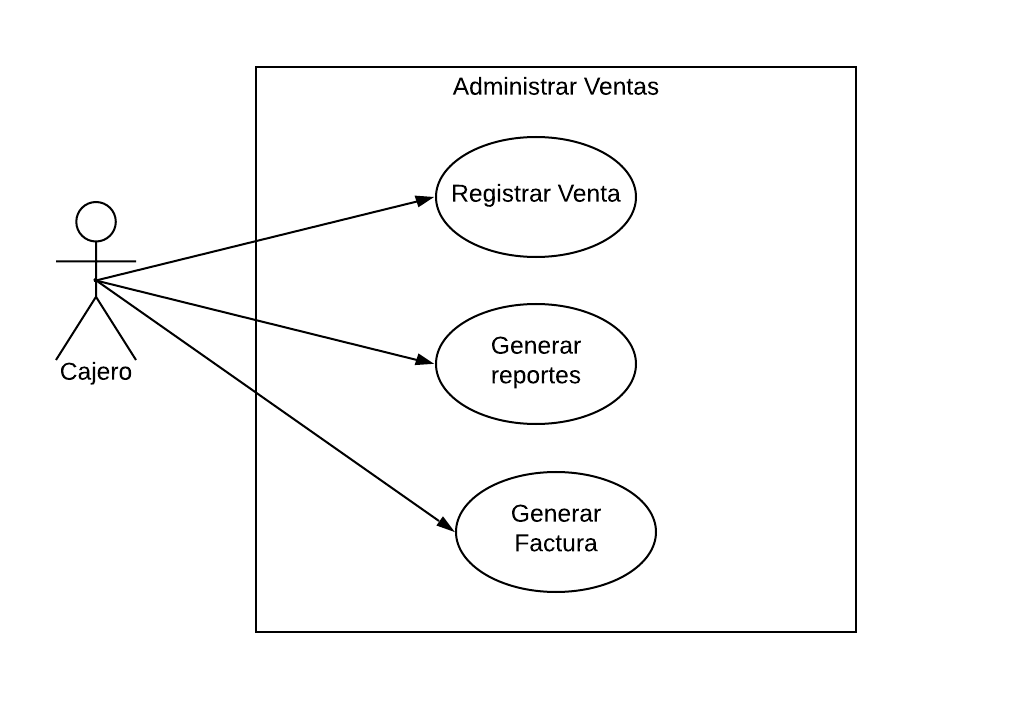 Administrar Ventas
Registrar Venta
Generar
reportes
Cajero
Generar
Factura